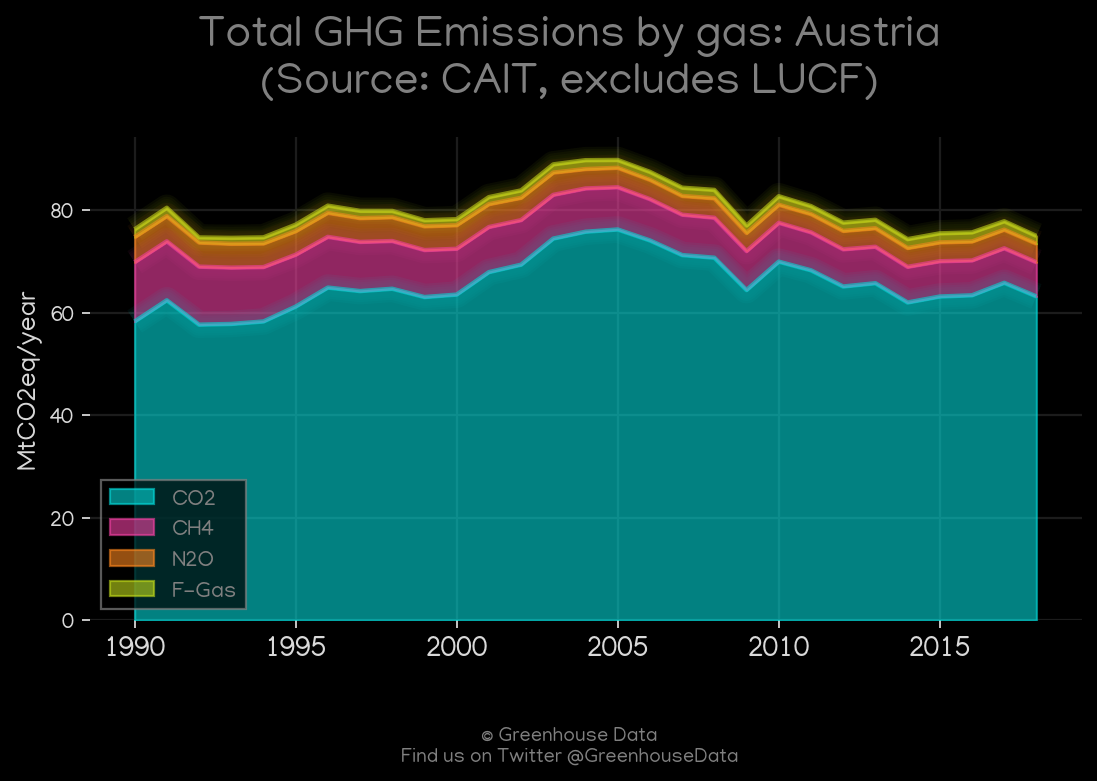 Total GHG Emissions by gas: Austria
(Source: CAIT, excludes LUCF)
MtCO2eq/year
80
60
40
20
0
CO2
CH4
N2O
F-Gas
1990 1995 2000 2005 2010 2015
© Greenhouse Data
Find us on Twitter @GreenhouseData